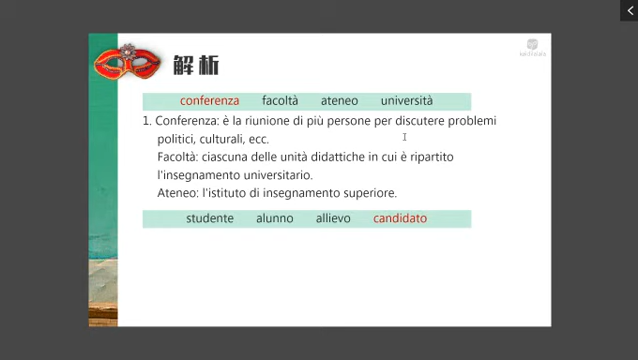 解析
conferenza facoltà ateneo università
1. Conferenza: è la riunione di più persone per discutere problemi
politici, culturali, ecc.
Facoltà: ciascuna delle unità didattiche in cui è ripartito
l'insegnamento universitario.
Ateneo: l'istituto di insegnamento superiore.
studente alunno allievo candidato